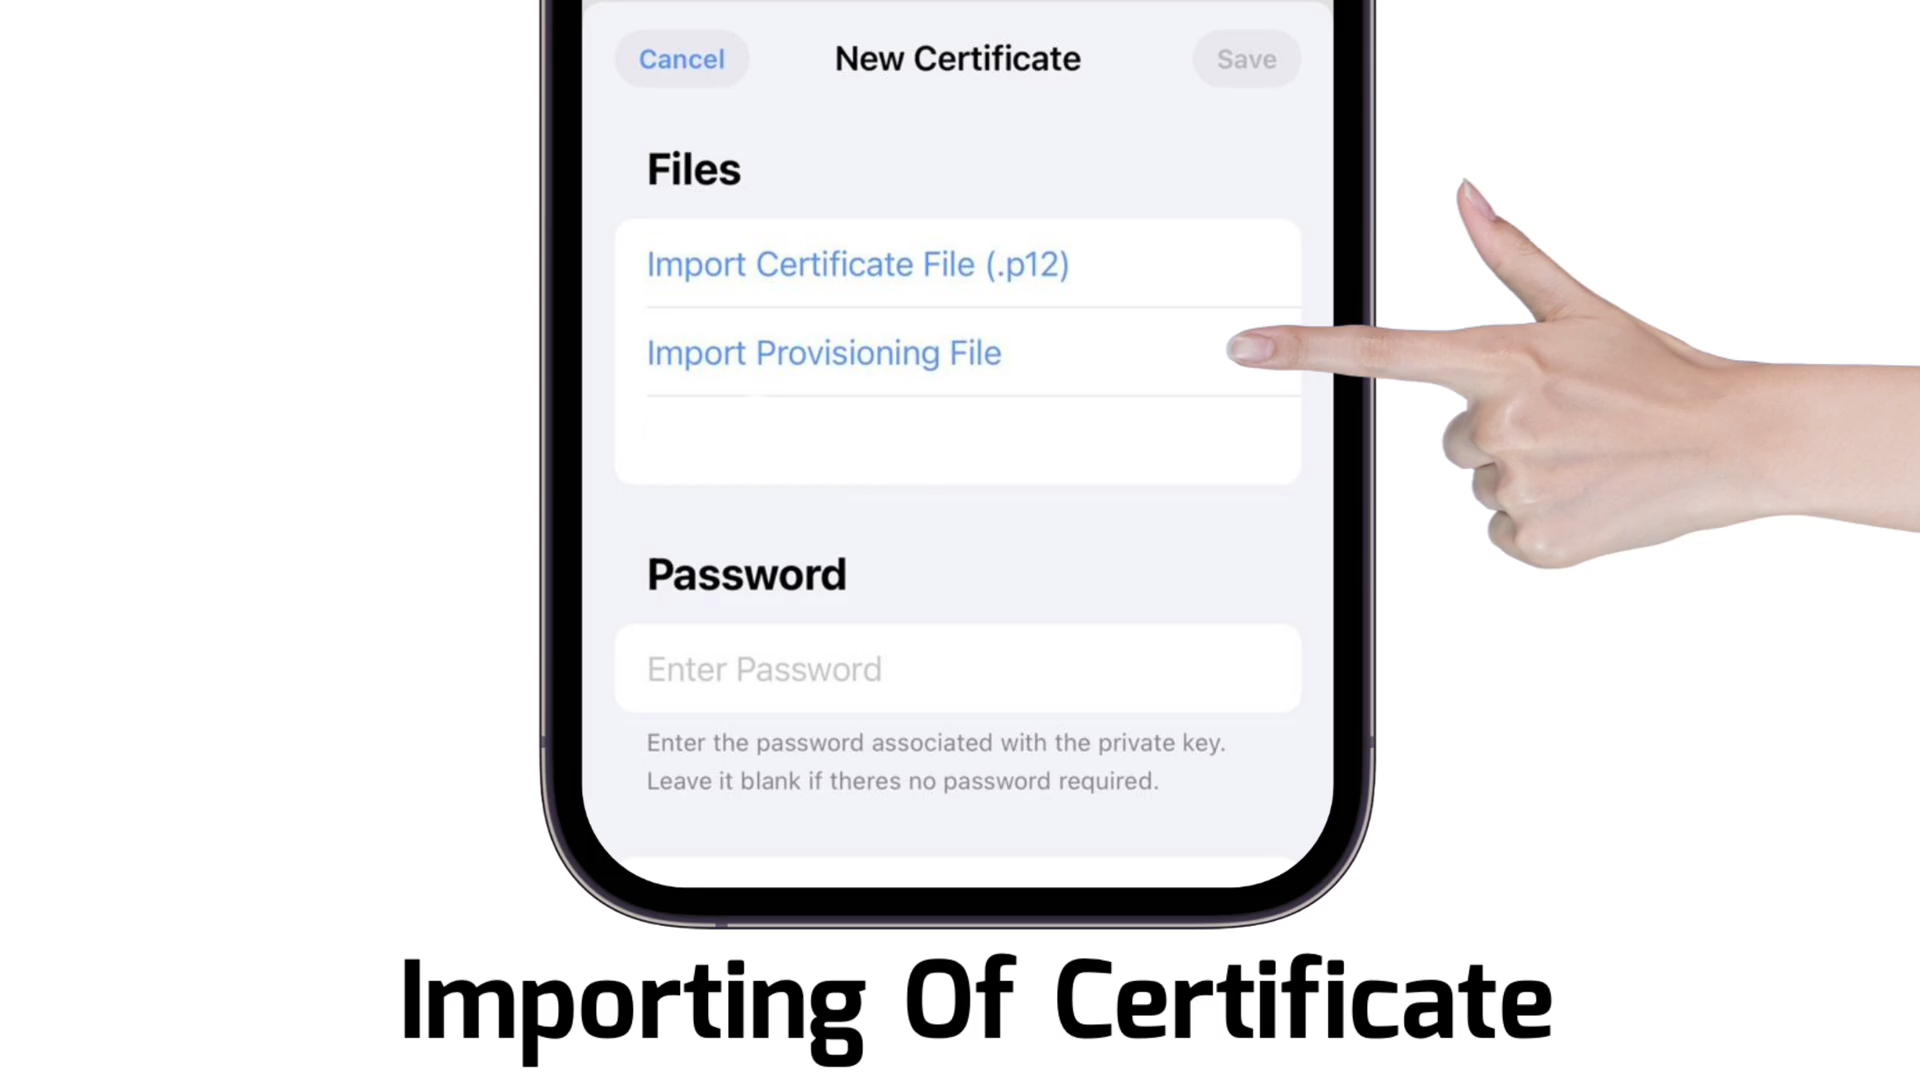 Cancel
New Certificate
Save
Files
Import Certificate File (.p12)
Import Provisioning File
Password
Enter Password
Enter the password associated with the private key.
Leave it blank if theres no password required.
Importing Of Certificate